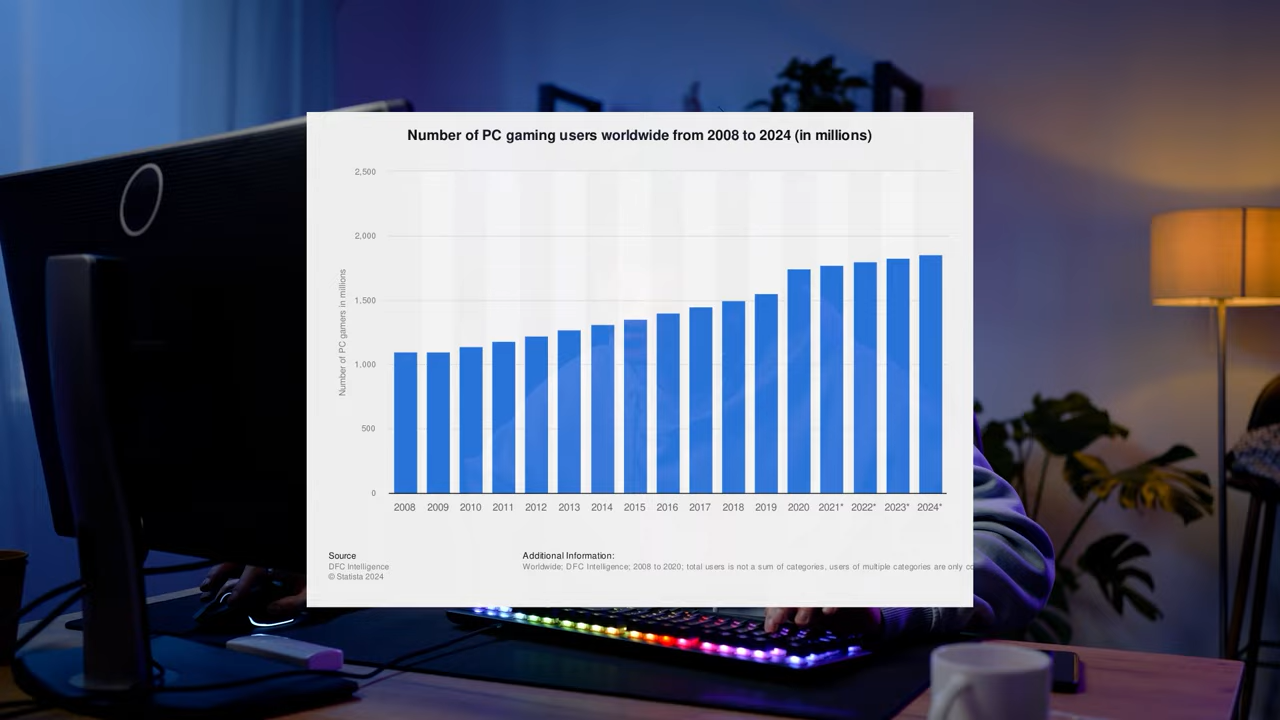 Number of PC gaming users worldwide from 2008 to 2024 (in millions)
2,500
2,000
1,500
1,000
500
0
Number of PC gamers in millions
2008 2009 2010 2011 2012 2013 2014 2015 2016 2017 2018 2019 2020 2021* 2022* 2023* 2024*
Source
DFC Intelligence
© Statista 2024
Additional Information:
Worldwide; DFC Intelligence; 2008 to 2020; total users is not a sum of categories, users of multiple categories are only